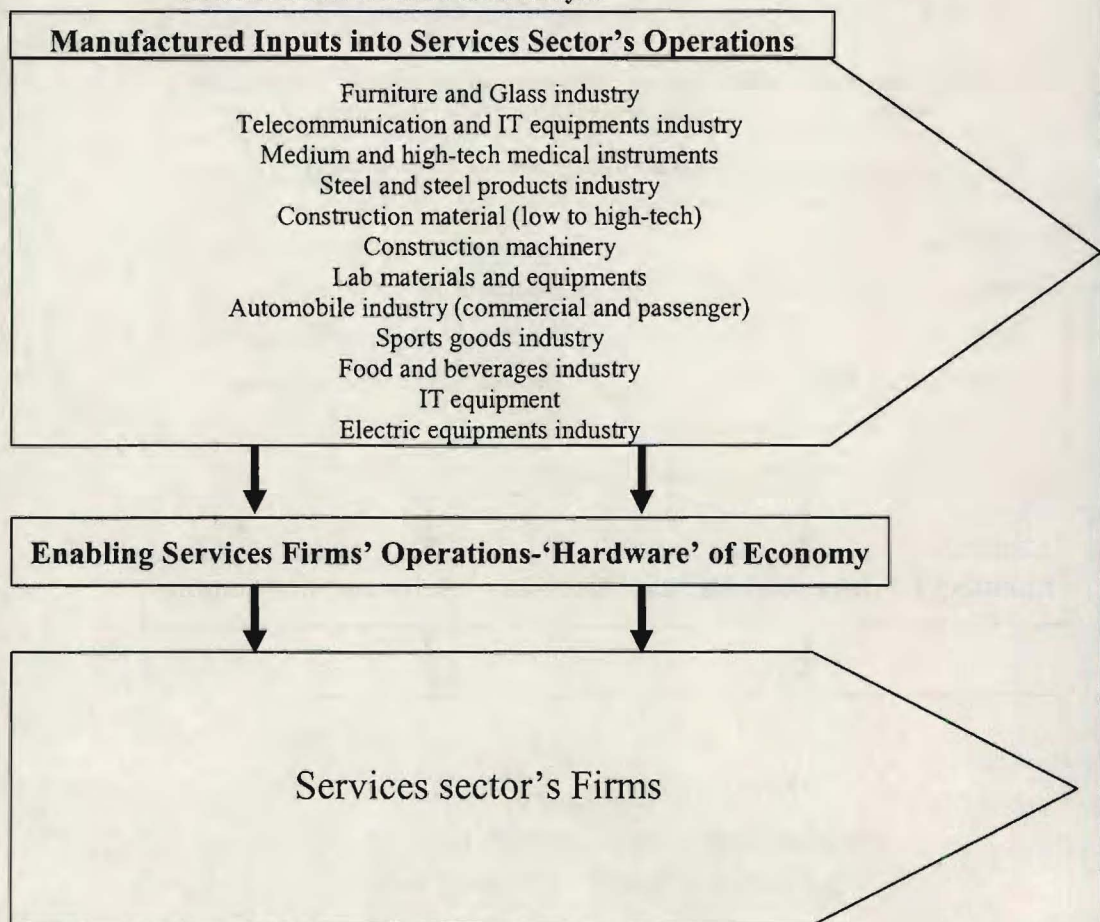 Manufactured Inputs into Services Sector's Operations
Furniture and Glass industry
Telecommunication and IT equipments industry
Medium and high-tech medical instruments
Steel and steel products industry
Construction material (low to high-tech)
Construction machinery
Lab materials and equipments
Automobile industry (commercial and passenger)
Sports goods industry
Food and beverages industry
IT equipment
Electric equipments industry
Enabling Services Firms' Operations-‘Hardware’ of Economy
Services sector's Firms